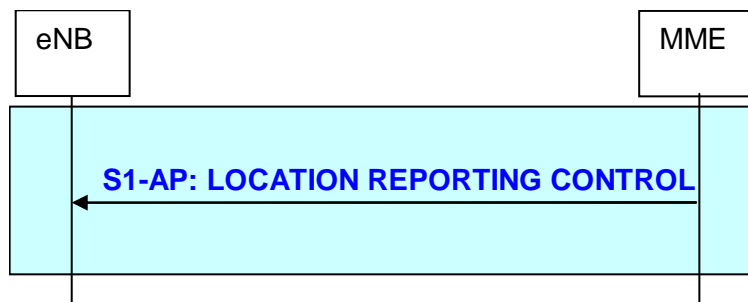 eNB
MME
S1-AP: LOCATION REPORTING CONTROL